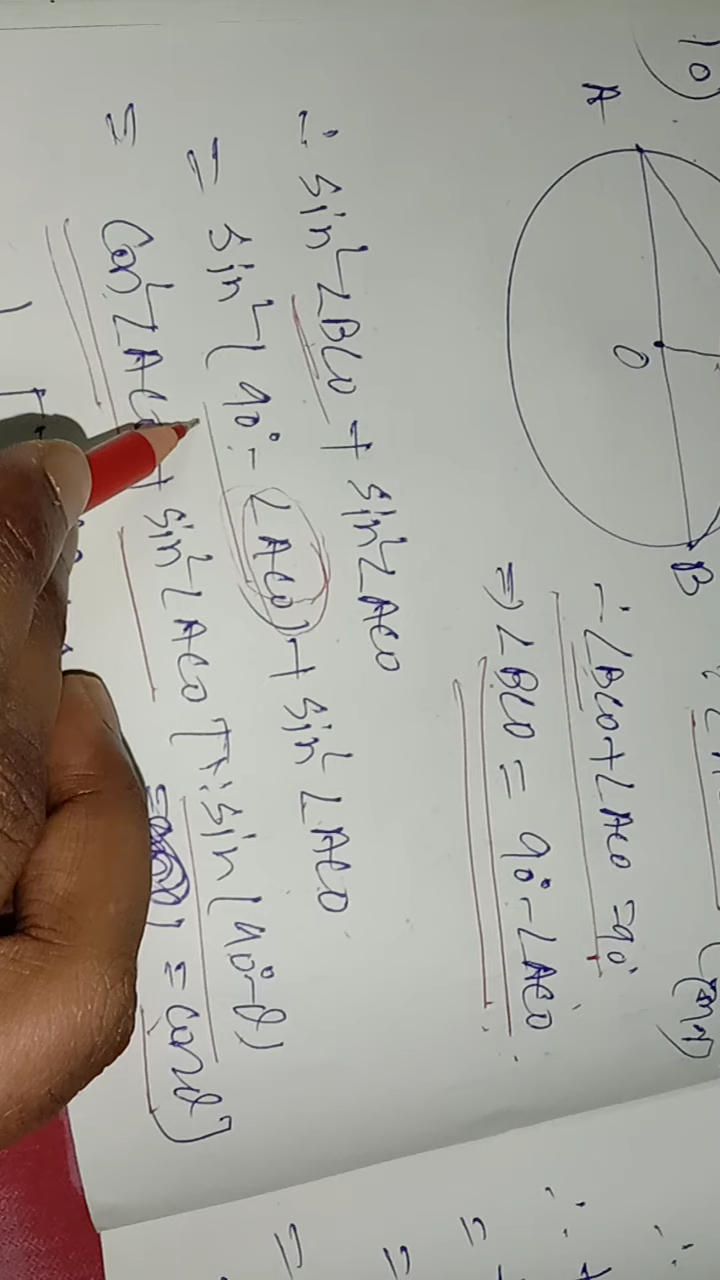 10)
A
O
B
∴ ∠BCO + ∠ACO = 90°
⇒ ∠BCO = 90° - ∠ACO
∴ sin² ∠BCO + sin² ∠ACO
= sin² (90° - ∠ACO) + sin² ∠ACO
= cos² ∠ACO + sin² ∠ACO [∵ sin (90° - α)
= cos α]